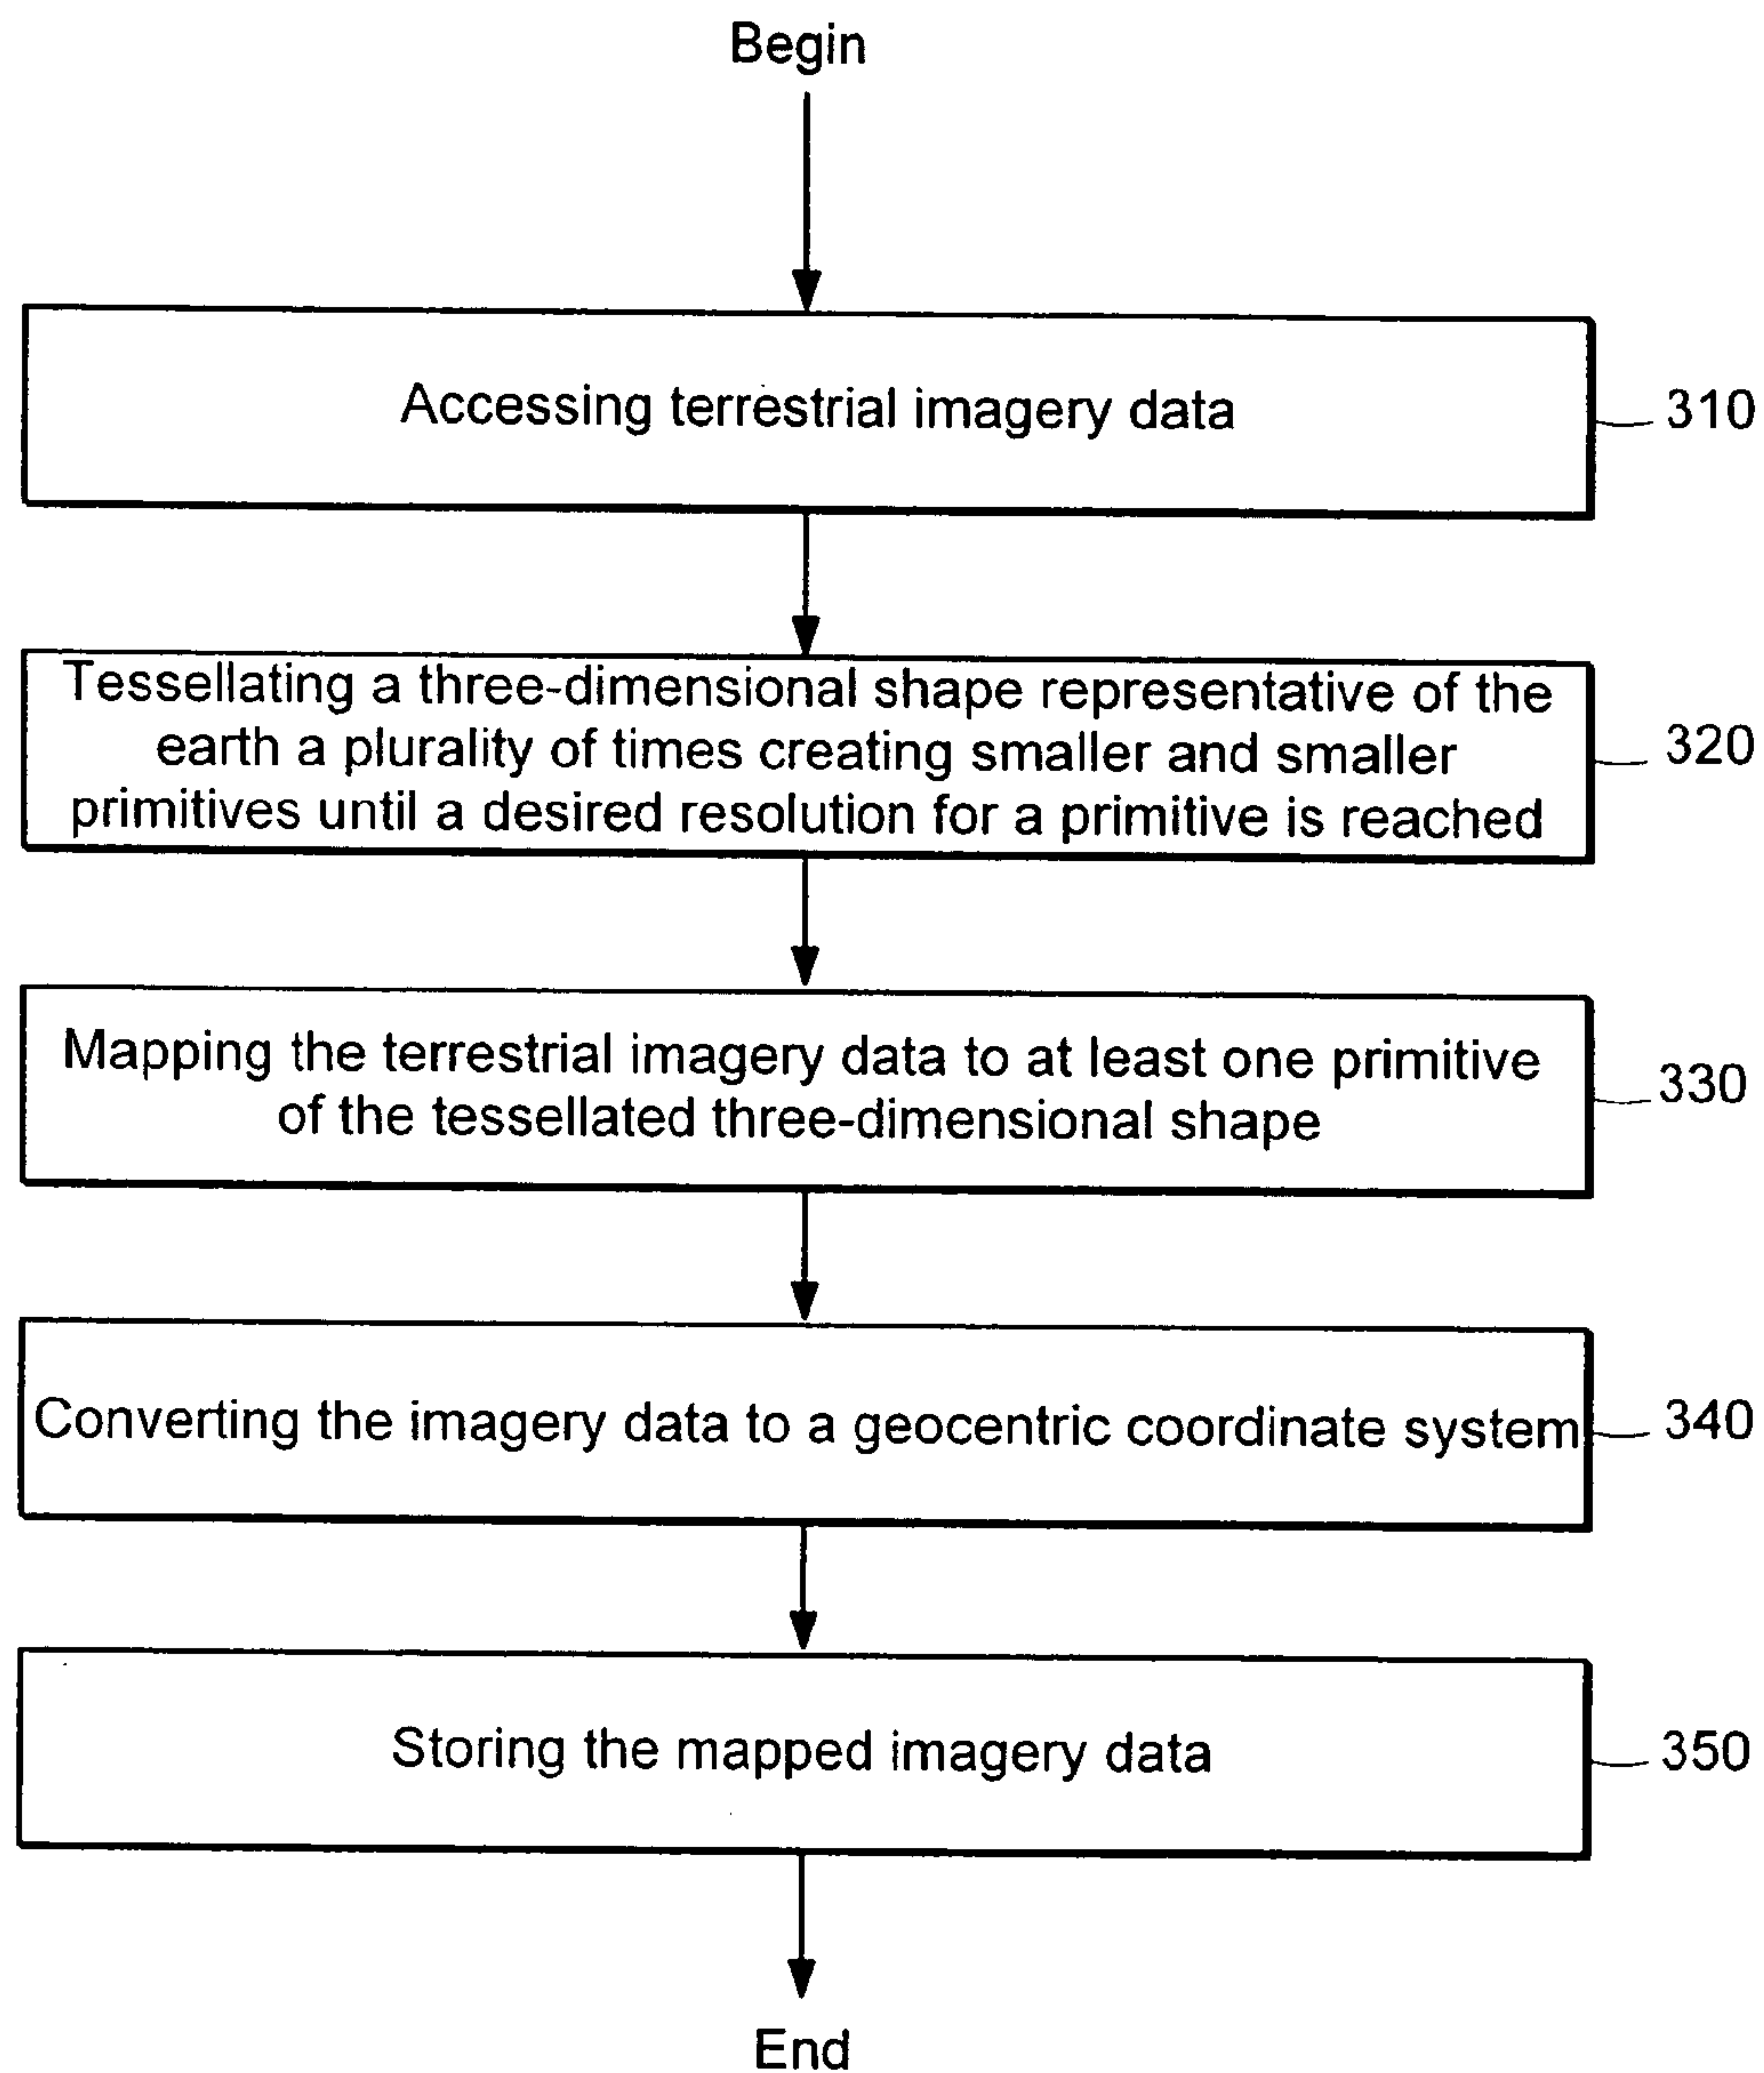 Begin
Accessing terrestrial imagery data
310
Tessellating a three-dimensional shape representative of the
earth a plurality of times creating smaller and smaller
primitives until a desired resolution for a primitive is reached
320
Mapping the terrestrial imagery data to at least one primitive
of the tessellated three-dimensional shape
330
Converting the imagery data to a geocentric coordinate system
340
Storing the mapped imagery data
350
End